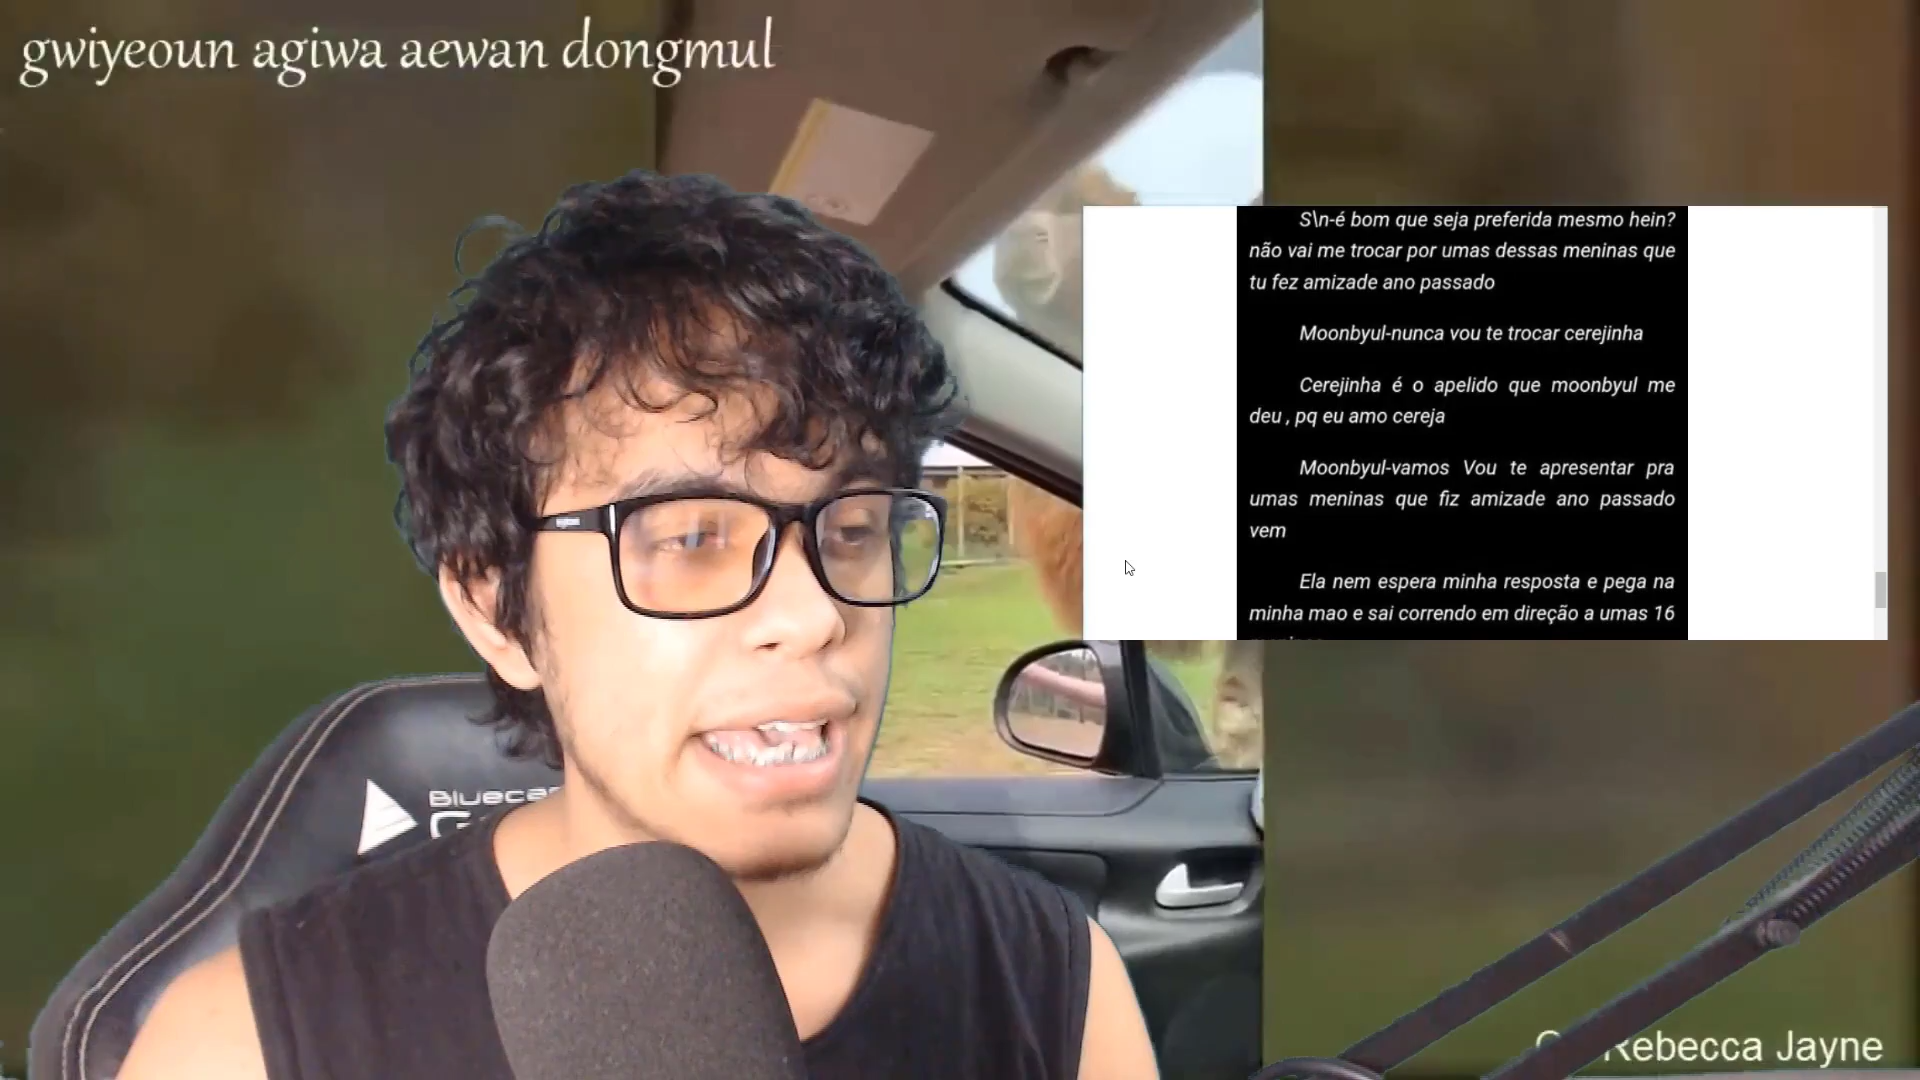 gwiyeoun agiwa aewan dongmul
S\n-é bom que seja preferida mesmo hein?
não vai me trocar por umas dessas meninas que
tu fez amizade ano passado
Moonbyul-nunca vou te trocar cerejinha
Cerejinha é o apelido que moonbyul me
deu , pq eu amo cereja
Moonbyul-vamos Vou te apresentar pra
umas meninas que fiz amizade ano passado
vem
Ela nem espera minha resposta e pega na
minha mao e sai correndo em direção a umas 16
Rebecca Jayne